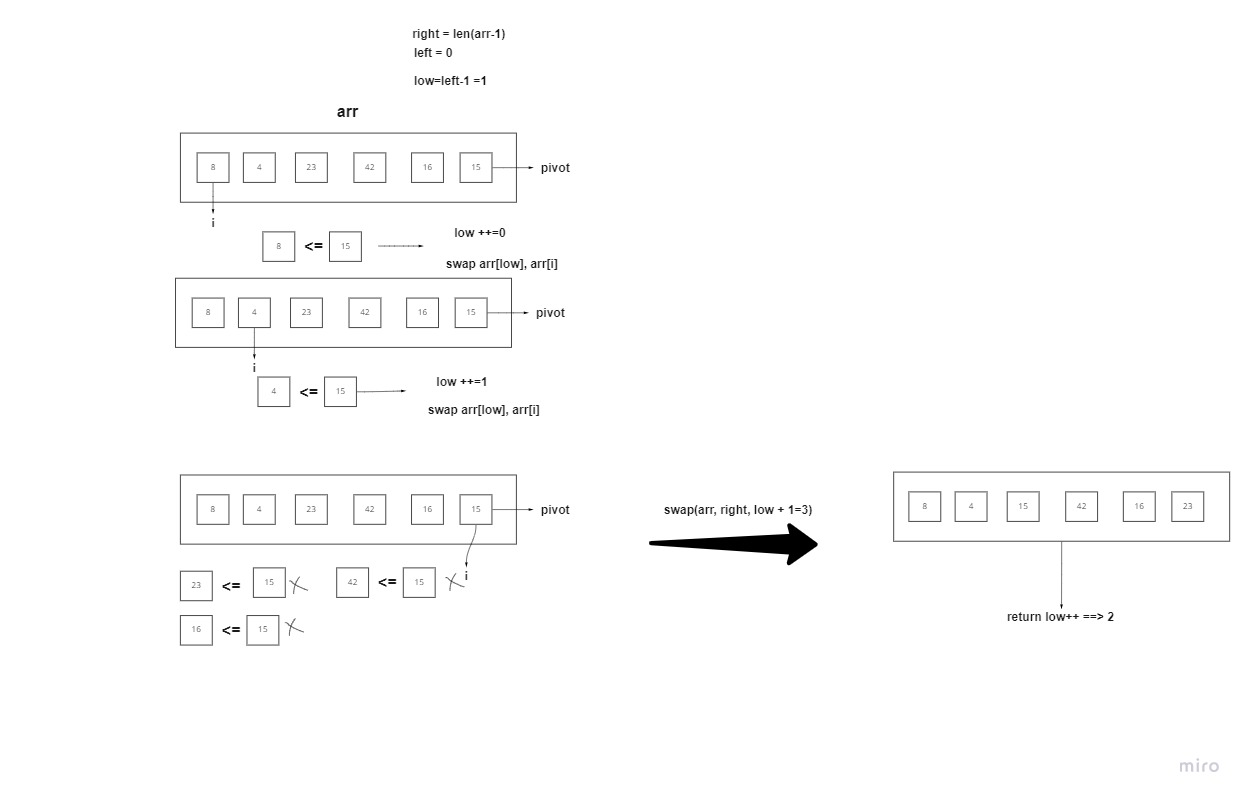 right = len(arr-1)
left = 0
low=left-1 =1
arr
8 4 23 42 16 15 pivot
i
8 <= 15 low ++=0
swap arr[low], arr[i]
8 4 23 42 16 15 pivot
i
4 <= 15 low ++=1
swap arr[low], arr[i]
8 4 23 42 16 15 pivot
i
23 <= 15 42 <= 15
16 <= 15
swap(arr, right, low + 1=3)
8 4 15 42 16 23
return low++ ==> 2
miro